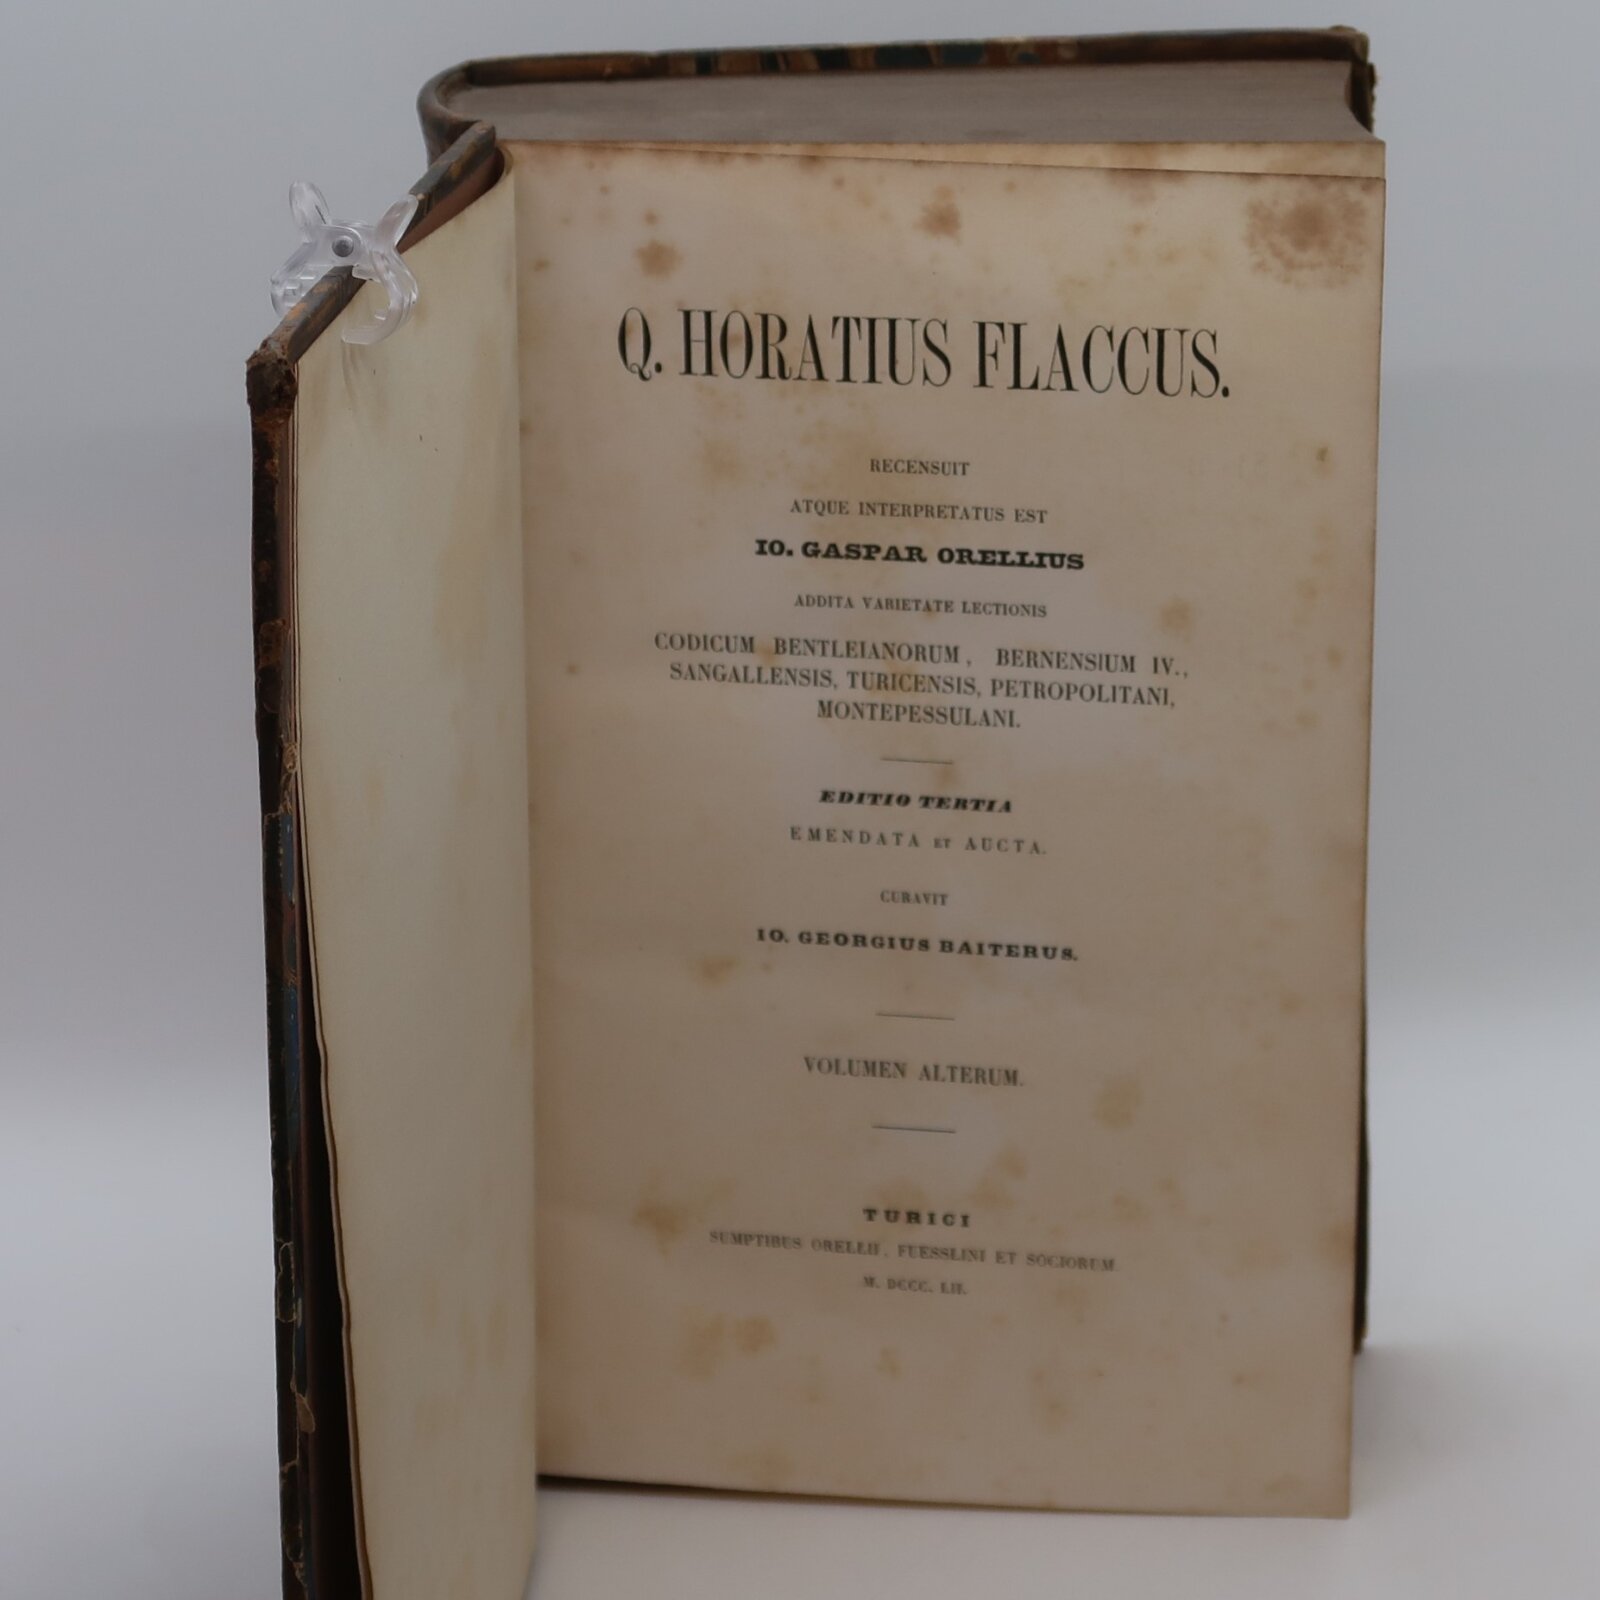 Q. HORATIUS FLACCUS.
RECENSUIT
ATQUE INTERPRETATUS EST
IO. GASPAR ORELLIUS
ADDITA VARIETATE LECTIONIS
CODICUM BENTLEIANORUM, BERNENSIUM IV.,
SANGALLENSIS, TURICENSIS, PETROPOLITANI,
MONTEPESSULANI.
EDITIO TERTIA
EMENDATA ET AUCTA.
CURAVIT
IO. GEORGIUS BAITERUS.
VOLUMEN ALTERUM.
TURICI
SUMPTIBUS ORELLII, FUESSLINI ET SOCIORUM
M. DCCC. LII.